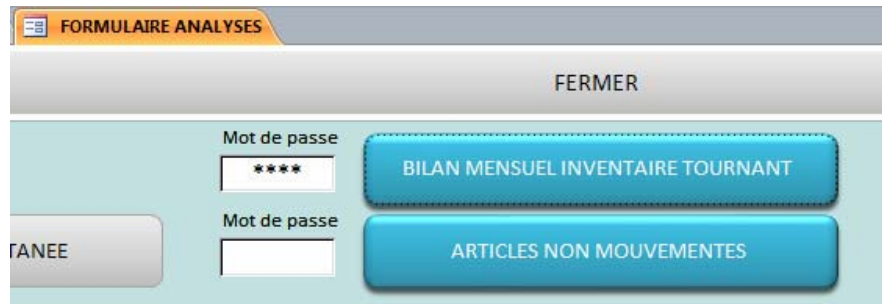 FORMULAIRE ANALYSES
FERMER
Mot de passe
****
BILAN MENSUEL INVENTAIRE TOURNANT
Mot de passe
TANEE
ARTICLES NON MOUVEMENTES